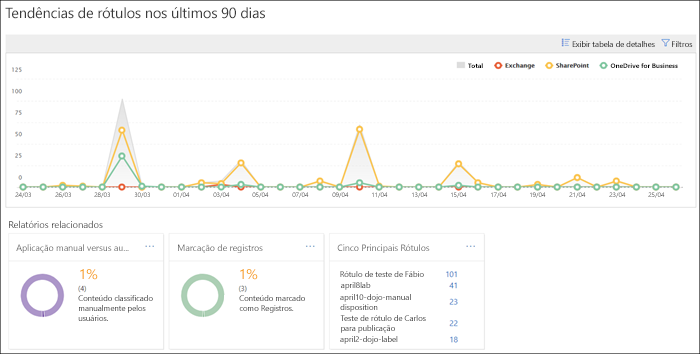 Tendências de rótulos nos últimos 90 dias
Exibir tabela de detalhes Filtros
Total Exchange SharePoint OneDrive for Business
125
100
75
50
25
0
24/03 26/03 28/03 30/03 01/04 03/04 05/04 07/04 09/04 11/04 13/04 15/04 17/04 19/04 21/04 23/04 25/04
Relatórios relacionados
Aplicação manual versus au... ...
1%
(4)
Conteúdo classificado
manualmente pelos
usuários.
Marcação de registros ...
1%
(3)
Conteúdo marcado
como Registros.
Cinco Principais Rótulos ...
Rótulo de teste de Fábio 101
april8lab 41
april10-dojo-manual
disposition 23
Teste de rótulo de Carlos
para publicação 22
april2-dojo-label 18